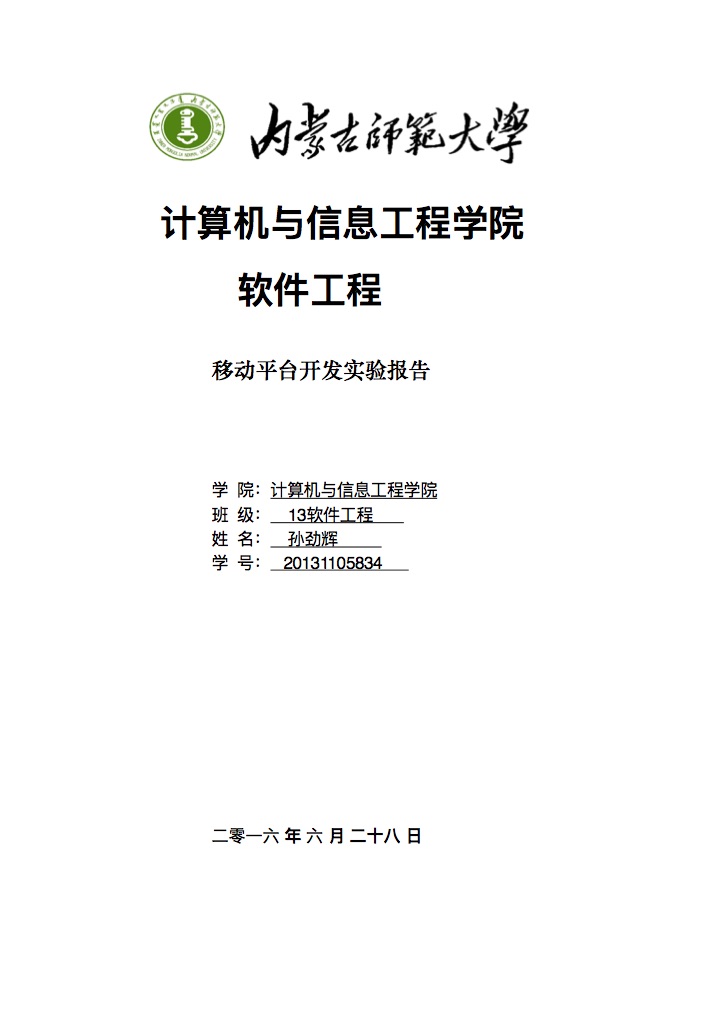 内蒙古師範大學
计算机与信息工程学院
软件工程
移动平台开发实验报告
学 院：计算机与信息工程学院
班 级： 13软件工程
姓 名： 孙劲辉
学 号： 20131105834
二零一六 年 六 月 二十八 日